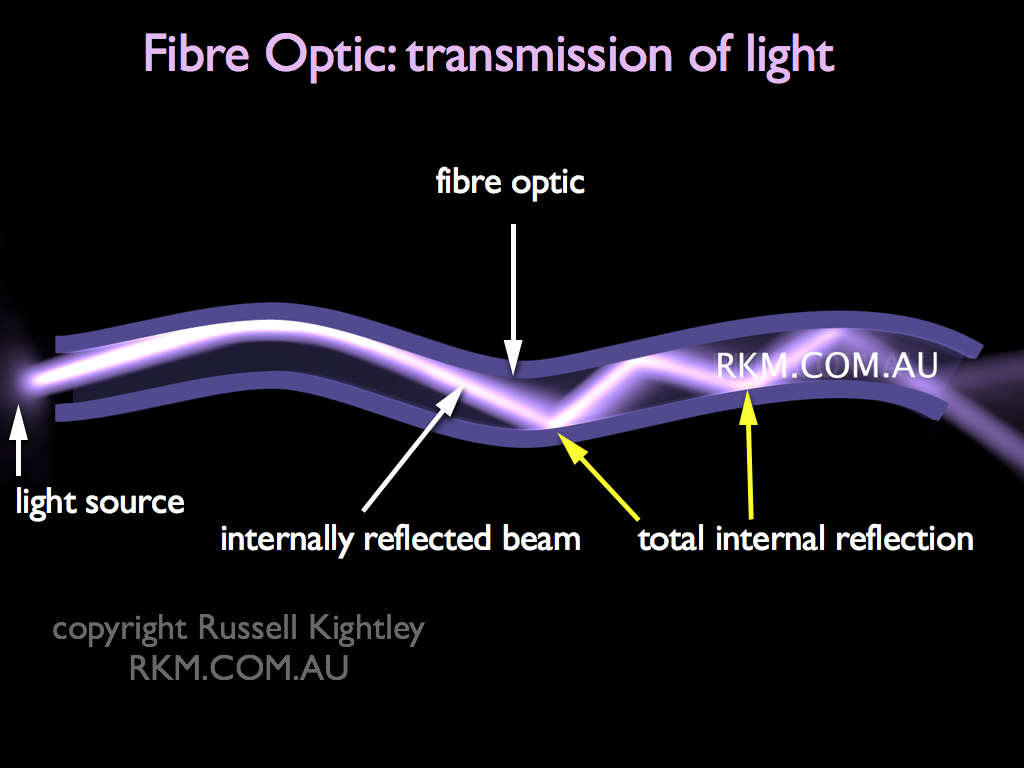 Fibre Optic: transmission of light
fibre optic
RKM.COM.AU
light source
internally reflected beam
total internal reflection
copyright Russell Kightley
RKM.COM.AU